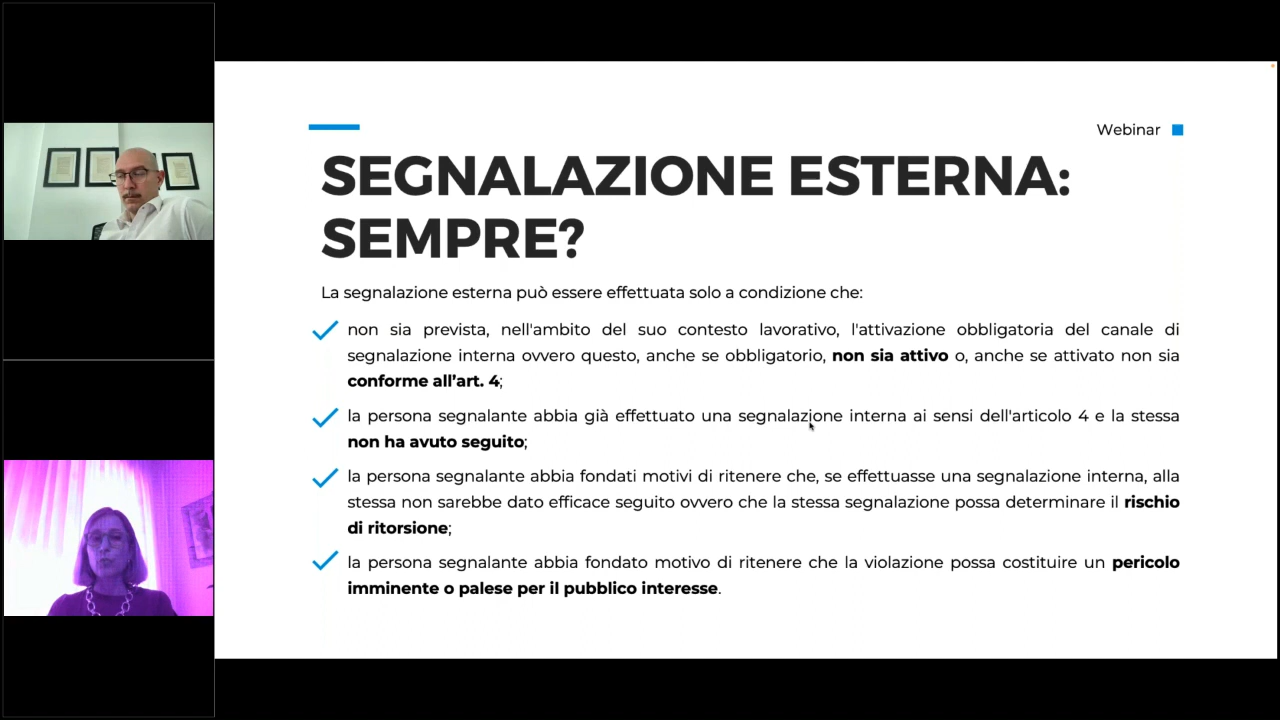 Webinar
SEGNALAZIONE ESTERNA:
SEMPRE?
La segnalazione esterna può essere effettuata solo a condizione che:
non sia prevista, nell'ambito del suo contesto lavorativo, l'attivazione obbligatoria del canale di
segnalazione interna ovvero questo, anche se obbligatorio, non sia attivo o, anche se attivato non sia
conforme all’art. 4;
la persona segnalante abbia già effettuato una segnalazione interna ai sensi dell'articolo 4 e la stessa
non ha avuto seguito;
la persona segnalante abbia fondati motivi di ritenere che, se effettuasse una segnalazione interna, alla
stessa non sarebbe dato efficace seguito ovvero che la stessa segnalazione possa determinare il rischio
di ritorsione;
la persona segnalante abbia fondato motivo di ritenere che la violazione possa costituire un pericolo
imminente o palese per il pubblico interesse.